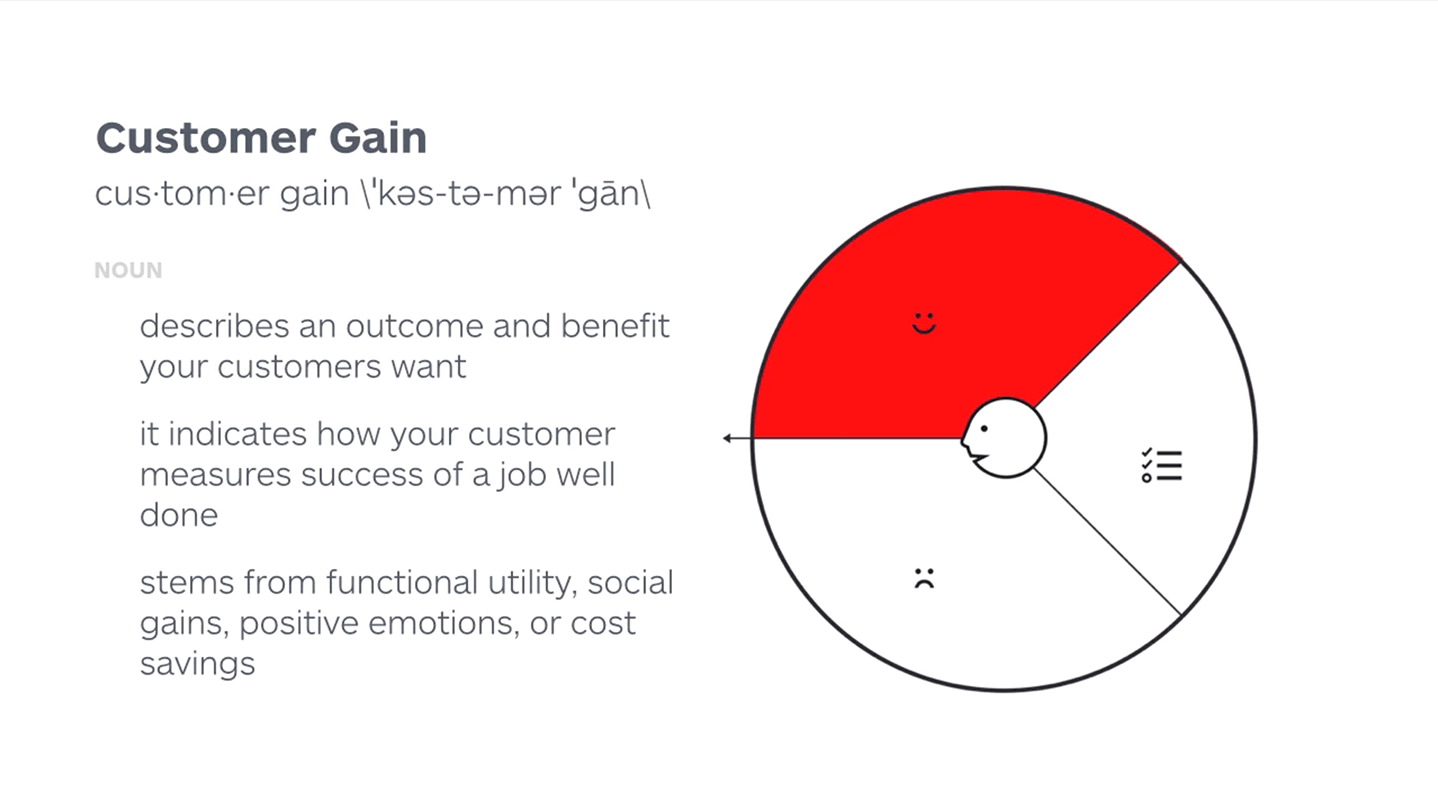 Customer Gain
cus·tom·er gain \ˈkəs-tə-mər ˈgān\
NOUN
describes an outcome and benefit
your customers want
it indicates how your customer
measures success of a job well
done
stems from functional utility, social
gains, positive emotions, or cost
savings